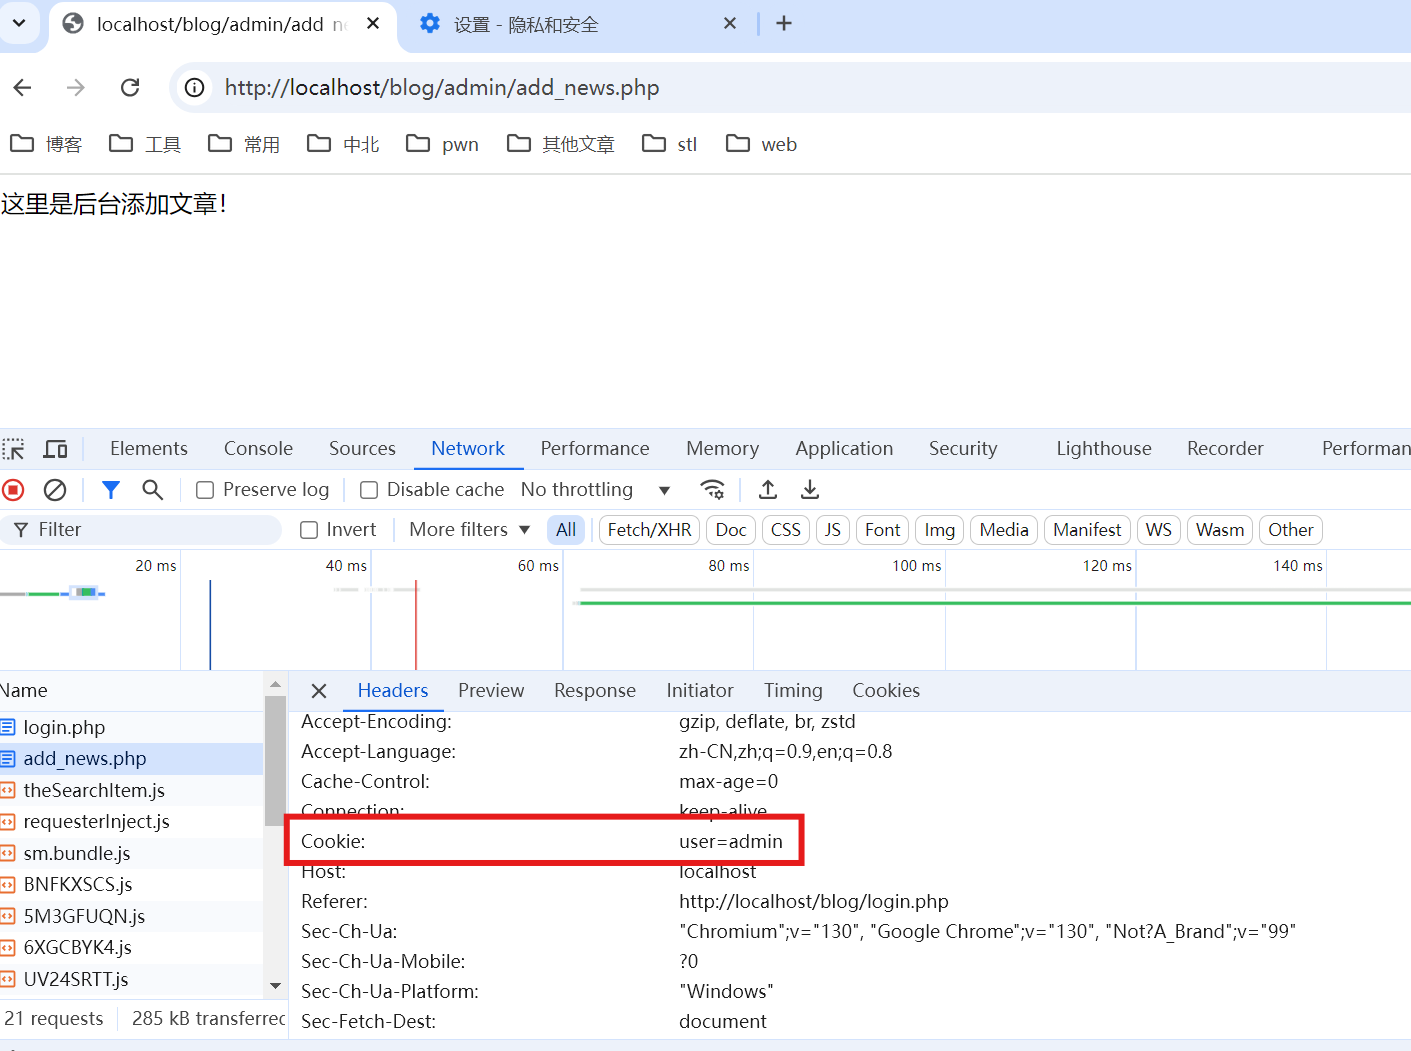 localhost/blog/admin/add_ne
设置 - 隐私和安全
http://localhost/blog/admin/add_news.php
博客 工具 常用 中北 pwn 其他文章 stl web
这里是后台添加文章！
Elements Console Sources Network Performance Memory Application Security Lighthouse Recorder Performan
Preserve log Disable cache No throttling
Filter Invert More filters All Fetch/XHR Doc CSS JS Font Img Media Manifest WS Wasm Other
20 ms 40 ms 60 ms 80 ms 100 ms 120 ms 140 ms
Name
login.php
add_news.php
theSearchItem.js
requesterInject.js
sm.bundle.js
BNFKXSCS.js
5M3GFUQN.js
6XGCBYK4.js
UV24SRTT.js
21 requests 285 kB transferred
Headers Preview Response Initiator Timing Cookies
Accept-Encoding: gzip, deflate, br, zstd
Accept-Language: zh-CN,zh;q=0.9,en;q=0.8
Cache-Control: max-age=0
Connection: keep-alive
Cookie: user=admin
Host: localhost
Referer: http://localhost/blog/login.php
Sec-Ch-Ua: "Chromium";v="130", "Google Chrome";v="130", "Not?A_Brand";v="99"
Sec-Ch-Ua-Mobile: ?0
Sec-Ch-Ua-Platform: "Windows"
Sec-Fetch-Dest: document